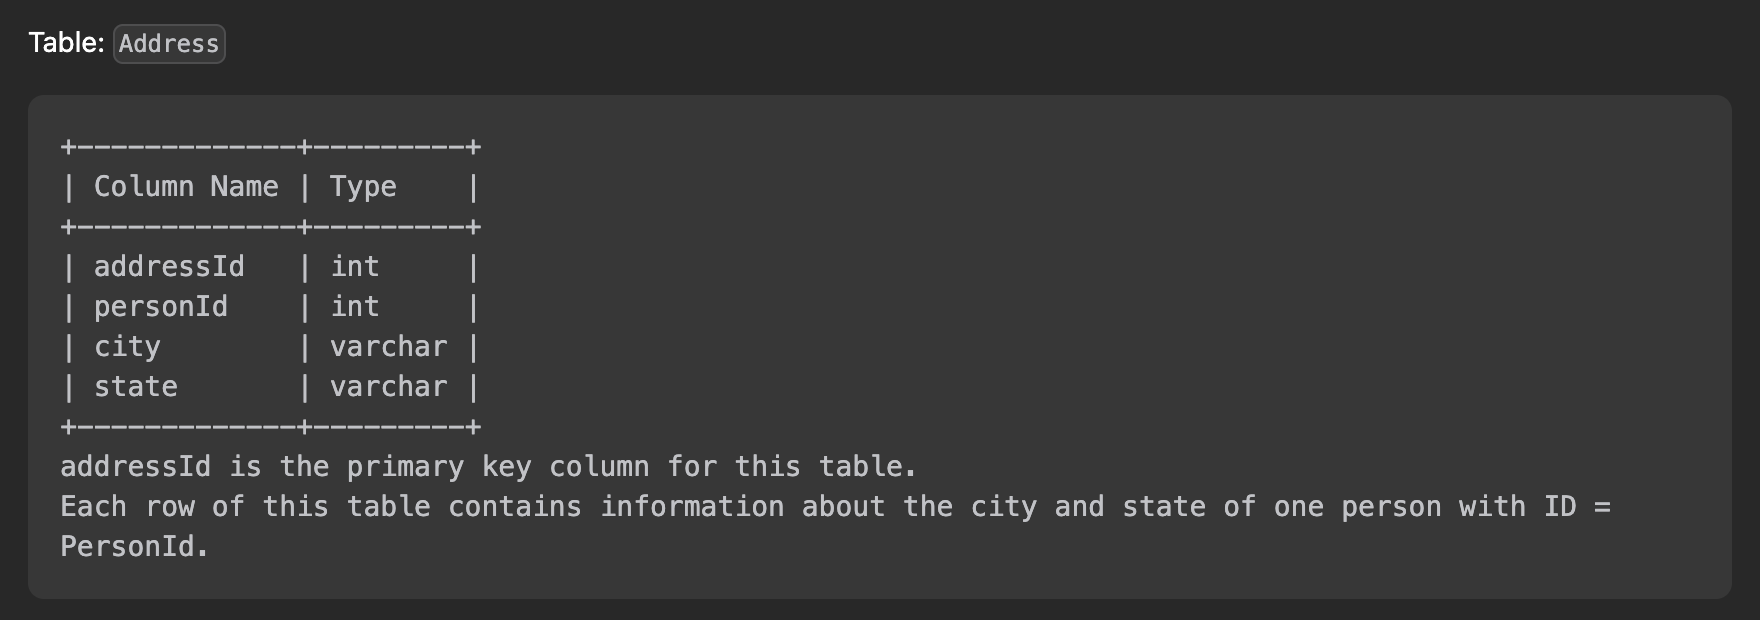 Table: Address
+-------------+---------+
| Column Name | Type    |
+-------------+---------+
| addressId   | int     |
| personId    | int     |
| city        | varchar |
| state       | varchar |
+-------------+---------+
addressId is the primary key column for this table.
Each row of this table contains information about the city and state of one person with ID =
PersonId.